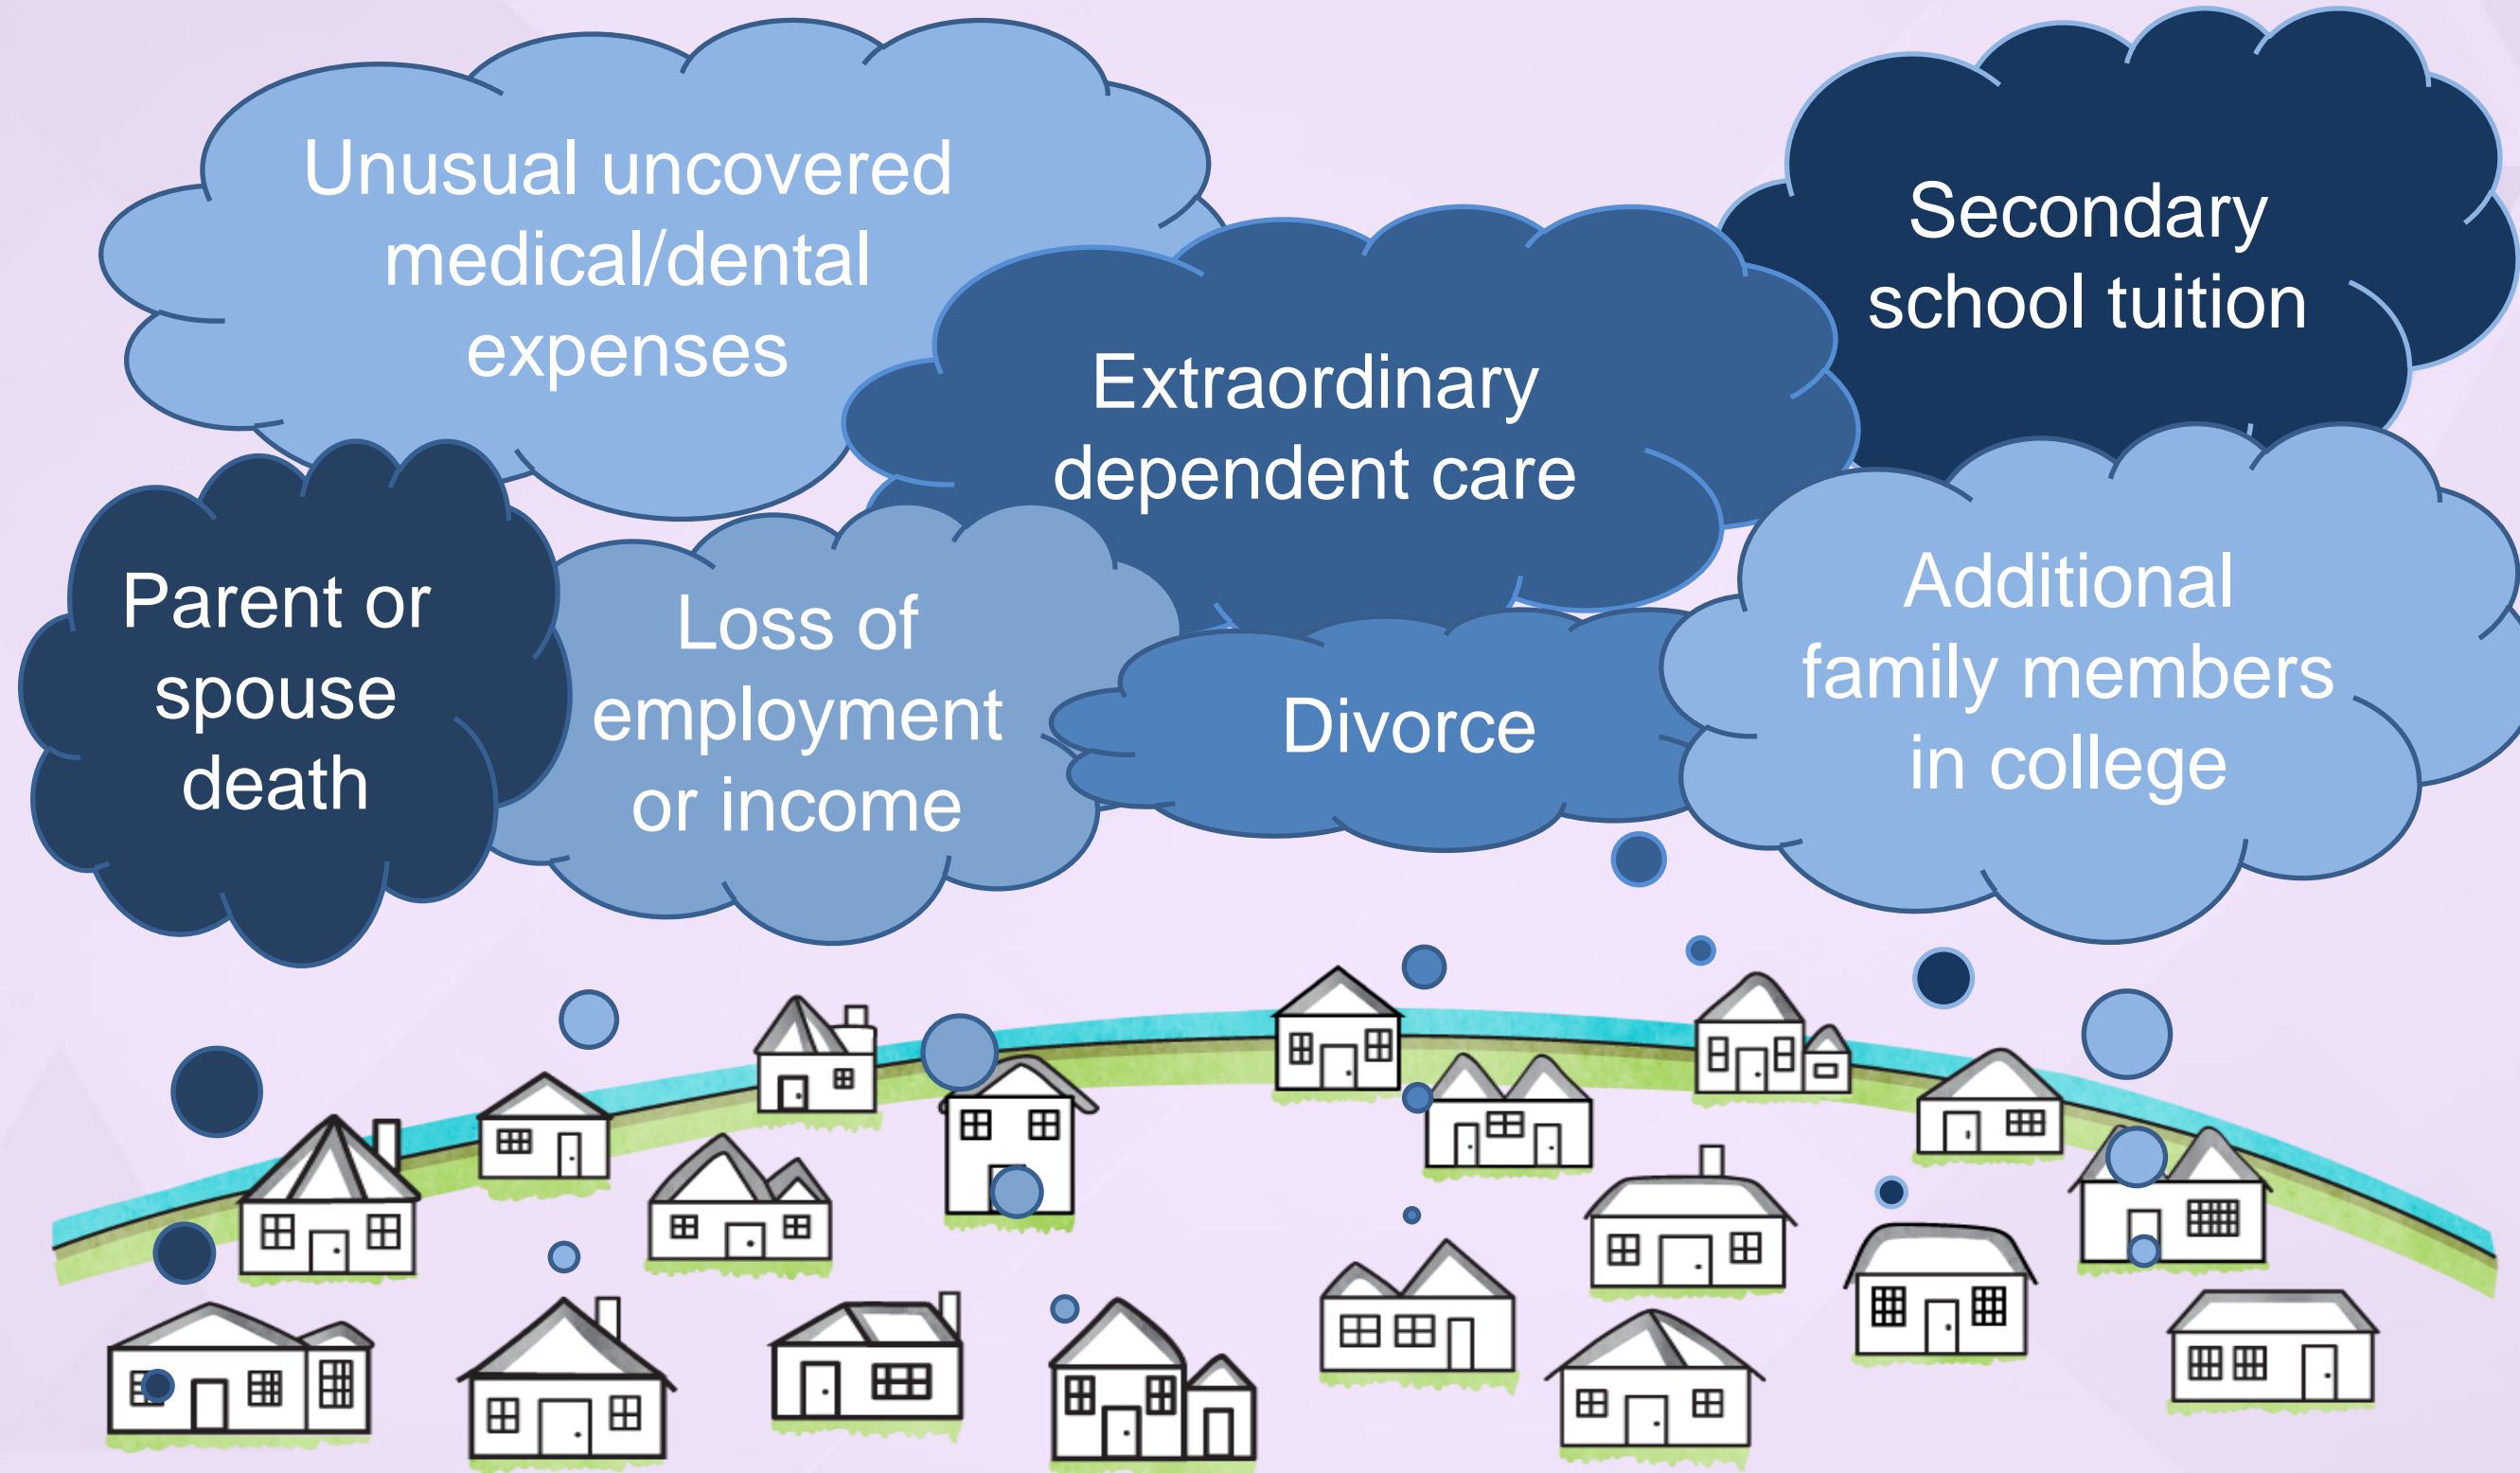 Unusual uncovered
medical/dental
expenses
Secondary
school tuition
Extraordinary
dependent care
Parent or
spouse
death
Loss of
employment
or income
Divorce
Additional
family members
in college